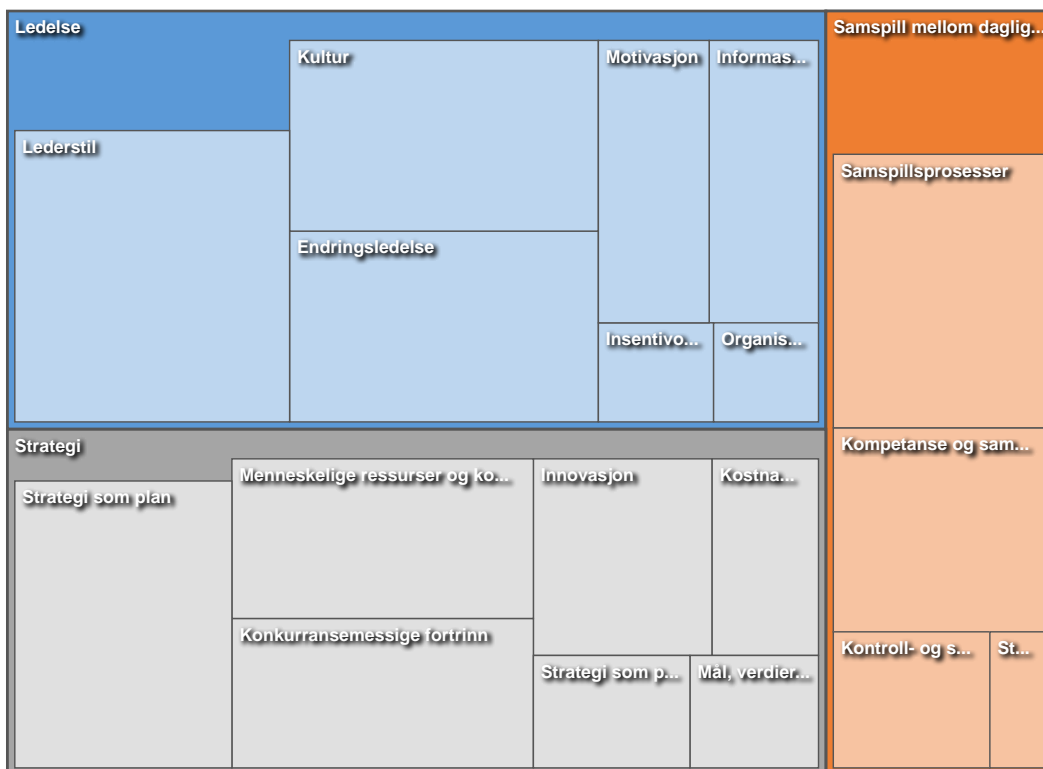 Ledelse
Lederstil
Kultur
Endringsledelse
Motivasjon
Informas...
Insentivo...
Organis...
Strategi
Strategi som plan
Menneskelige ressurser og ko...
Konkurransemessige fortrinn
Innovasjon
Kostna...
Strategi som p...
Mål, verdier...
Samspill mellom daglig...
Samspillsprosesser
Kompetanse og sam...
Kontroll- og s...
St...